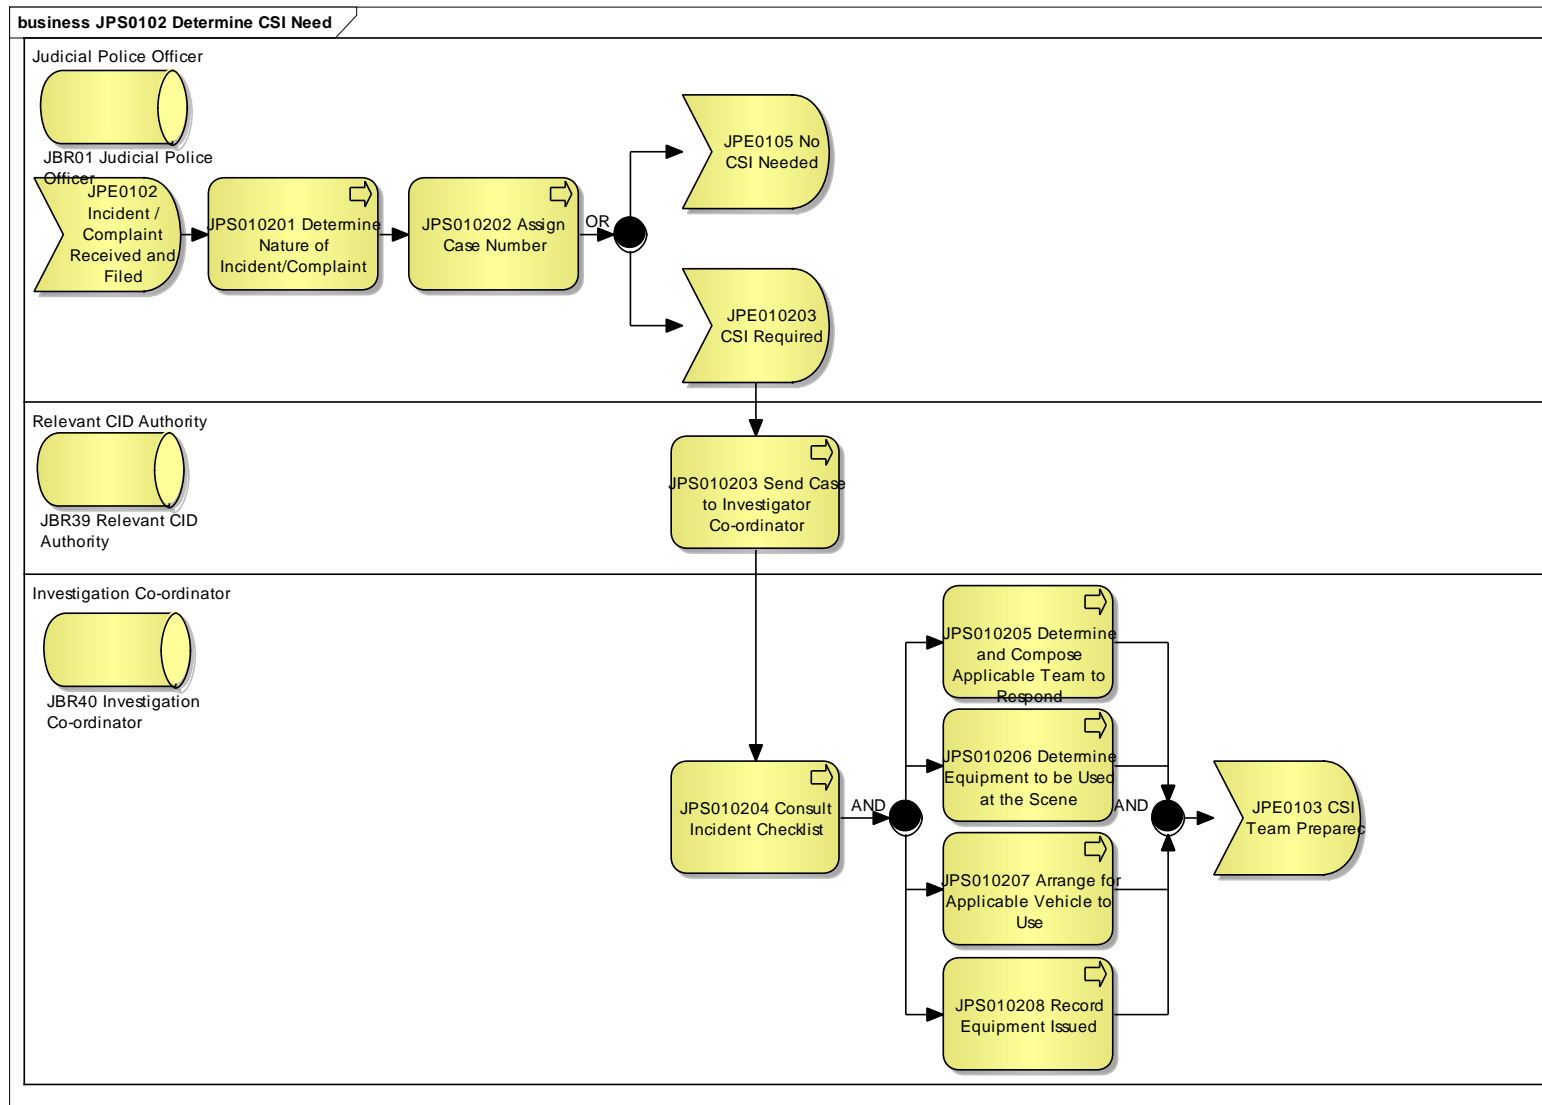 business JPS0102 Determine CSI Need
Judicial Police Officer
JBR01 Judicial Police
Officer
JPE0102
Incident /
Complaint
Received and
Filed
JPS010201 Determine
Nature of
Incident/Complaint
JPS010202 Assign
Case Number
OR
JPE0105 No
CSI Needed
JPE010203
CSI Required
Relevant CID Authority
JBR39 Relevant CID
Authority
JPS010203 Send Case
to Investigator
Co-ordinator
Investigation Co-ordinator
JBR40 Investigation
Co-ordinator
JPS010204 Consult
Incident Checklist
AND
JPS010205 Determine
and Compose
Applicable Team to
Respond
JPS010206 Determine
Equipment to be Used
at the Scene
JPS010207 Arrange for
Applicable Vehicle to
Use
JPS010208 Record
Equipment Issued
AND
JPE0103 CSI
Team Prepared